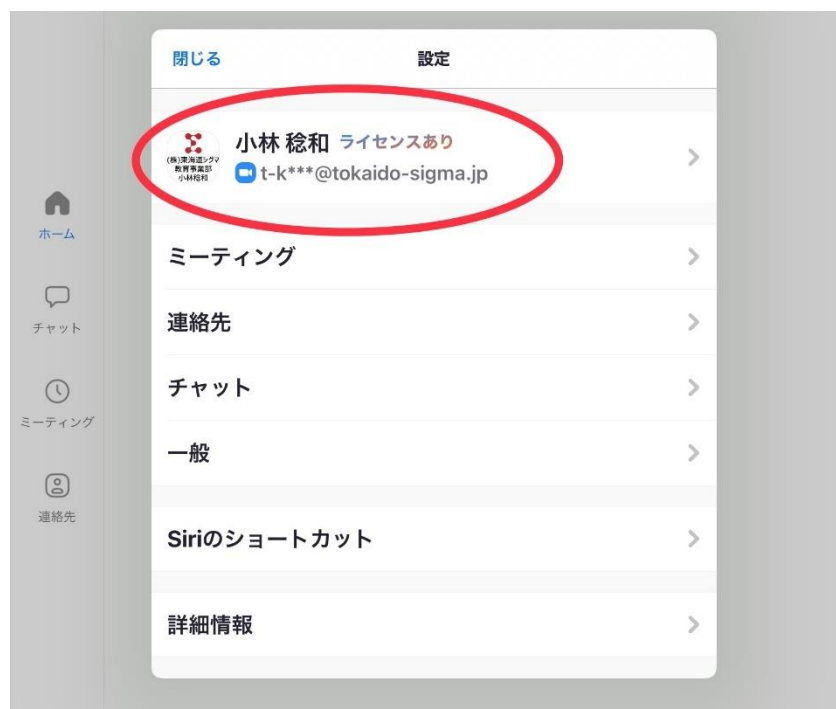 閉じる
設定
(株)東海道シグマ
教育事業部
小林稔和
小林 稔和 ライセンスあり
t-k***@tokaido-sigma.jp
ホーム
ミーティング
連絡先
チャット
チャット
ミーティング
一般
連絡先
Siriのショートカット
詳細情報